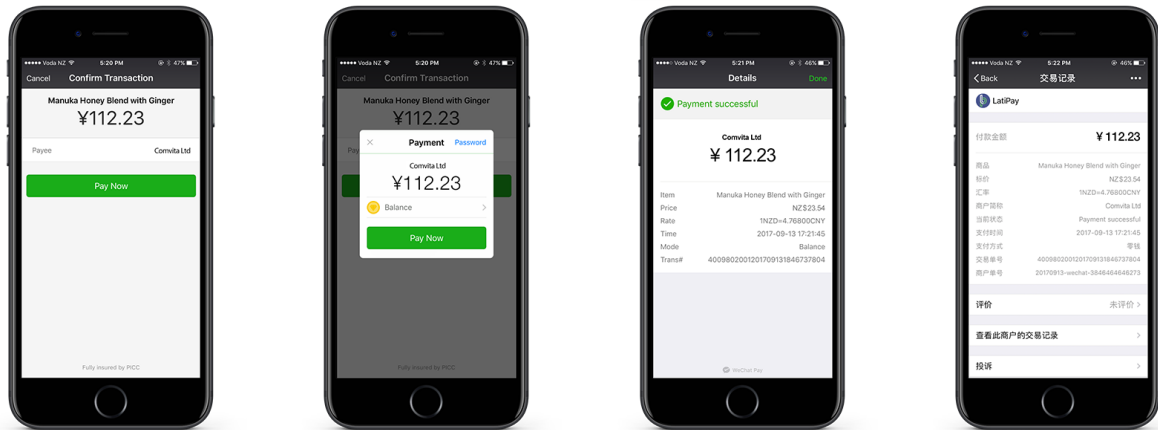 ●●●●● Voda NZ 5:20 PM 47%
Cancel Confirm Transaction
Manuka Honey Blend with Ginger
¥112.23
Payee Comvita Ltd
Pay Now
Fully insured by PICC
●●●●● Voda NZ 5:20 PM 47%
Cancel Confirm Transaction
Manuka Honey Blend with Ginger
¥112.23
Pay
× Payment Password
Comvita Ltd
¥112.23
Balance >
Pay Now
Fully insured by PICC
●●●●○ Voda NZ 5:21 PM 46%
Details Done
Payment successful
Comvita Ltd
¥ 112.23
Item Manuka Honey Blend with Ginger
Price NZ$23.54
Rate 1NZD=4.76800CNY
Time 2017-09-13 17:21:45
Mode Balance
Trans# 4009802001201709131846737804
WeChat Pay
●●●●● Voda NZ 5:22 PM 46%
< Back 交易记录 •••
LatiPay
付款金额 ¥ 112.23
商品 Manuka Honey Blend with Ginger
标价 NZ$23.54
汇率 1NZD=4.76800CNY
商户简称 Comvita Ltd
当前状态 Payment successful
支付时间 2017-09-13 17:21:45
支付方式 零钱
交易单号 4009802001201709131846737804
商户单号 20170913-wechat-3846464646273
评价 未评价 >
查看此商户的交易记录 >
投诉 >